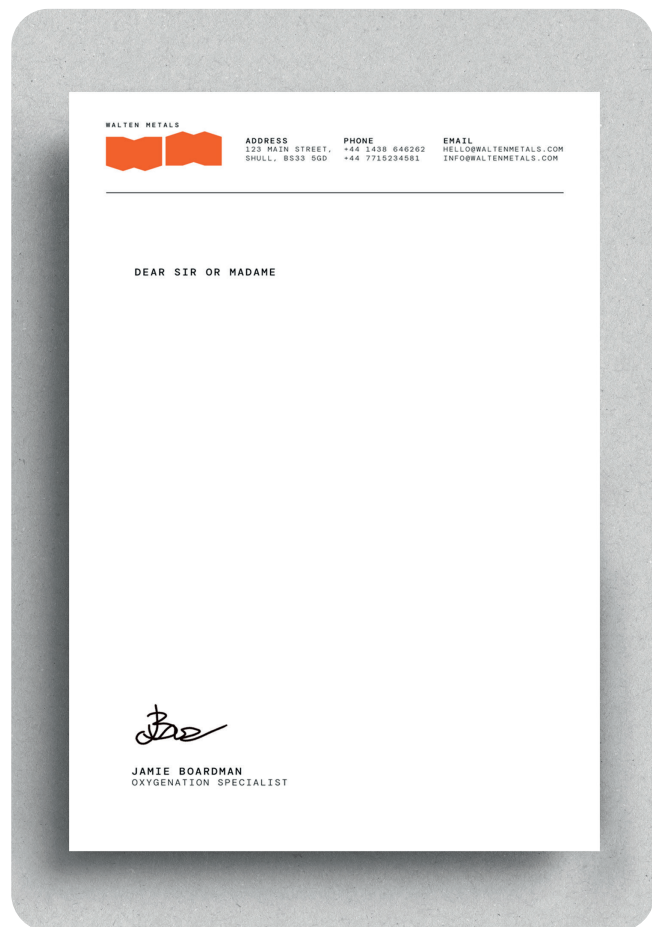 WALTEN METALS
ADDRESS
123 MAIN STREET,
SHULL, BS33 5GD
PHONE
+44 1438 646262
+44 7715234581
EMAIL
HELLO@WALTENMETALS.COM
INFO@WALTENMETALS.COM
DEAR SIR OR MADAME
JAMIE BOARDMAN
OXYGENATION SPECIALIST